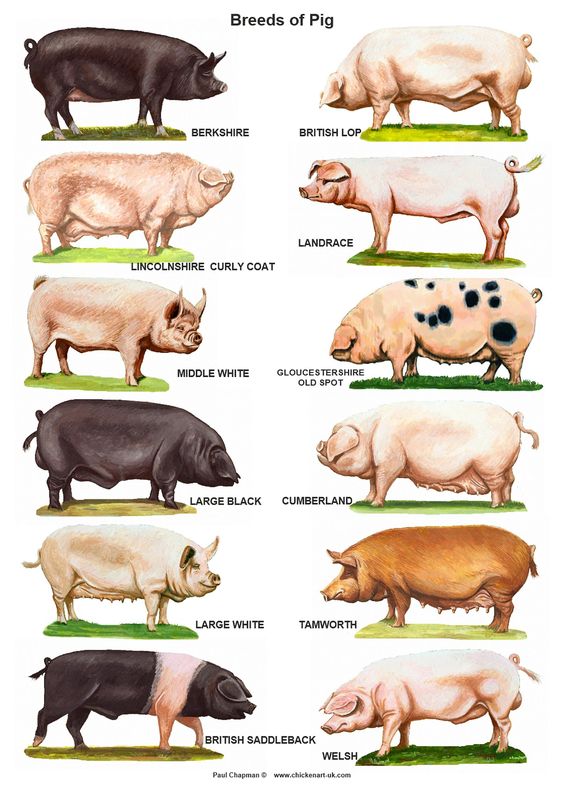 Breeds of Pig
BERKSHIRE
BRITISH LOP
LINCOLNSHIRE CURLY COAT
LANDRACE
MIDDLE WHITE
GLOUCESTERSHIRE
OLD SPOT
LARGE BLACK
CUMBERLAND
LARGE WHITE
TAMWORTH
BRITISH SADDLEBACK
WELSH
Paul Chapman © www.chickenart-uk.com